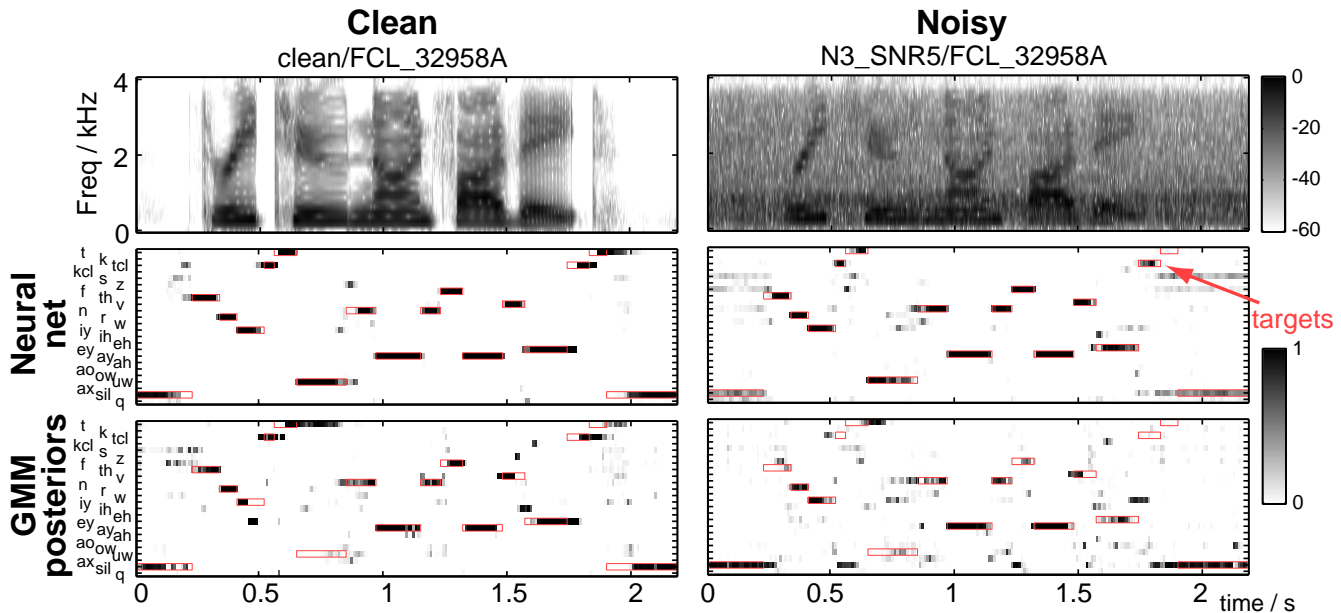 Clean
Noisy
clean/FCL_32958A
N3_SNR5/FCL_32958A
Freq / kHz
4
2
0
0
-20
-40
-60
Neural
net
t
k
tcl
kcl
s
z
f
th
v
n
r
w
iy
ih
eh
ey
ay
ah
ao
ow
uw
ax
sil
q
targets
1
0
GMM
posteriors
t
k
tcl
kcl
s
z
f
th
v
n
r
w
iy
ih
eh
ey
ay
ah
ao
ow
uw
ax
sil
q
0 0.5 1 1.5 2
0 0.5 1 1.5 2
time / s